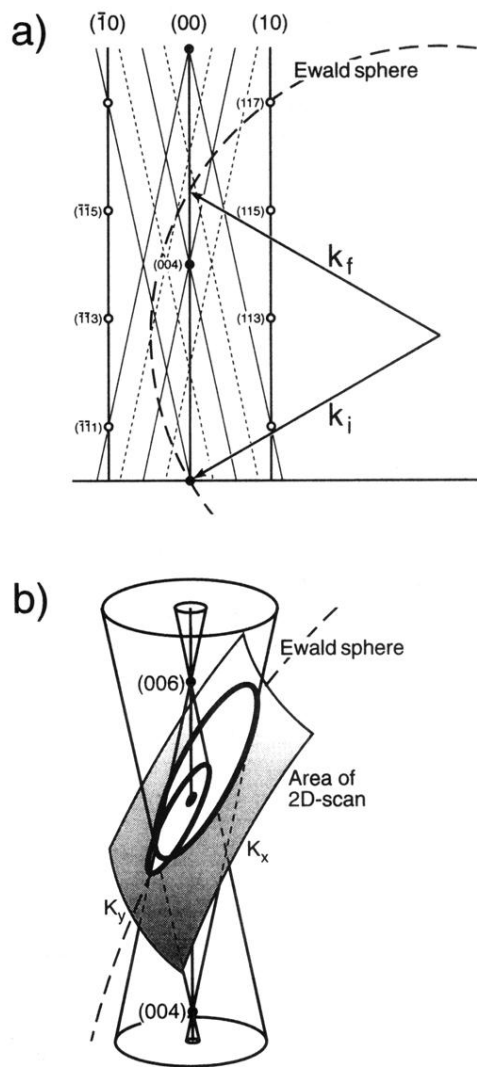 a)
(1̄0) (00) (10)
Ewald sphere
(117)
(1̄1̄5) (115)
(004)
k_f
(1̄1̄3) (113)
k_i
(1̄1̄1)
b)
Ewald sphere
(006)
Area of
2D-scan
K_x
K_y
(004)